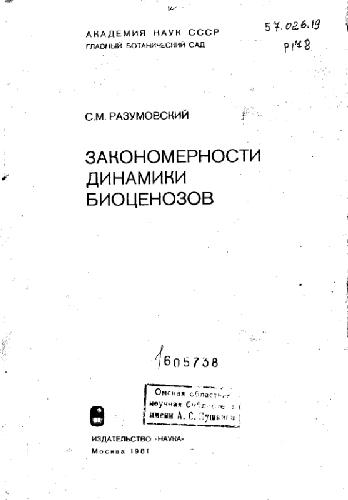 57.026.19
Р178
АКАДЕМИЯ НАУК СССР
ГЛАВНЫЙ БОТАНИЧЕСКИЙ САД
С.М. РАЗУМОВСКИЙ
ЗАКОНОМЕРНОСТИ
ДИНАМИКИ
БИОЦЕНОЗОВ
1605738
Омская областная
научная библиотека
имени А. С. Пушкина
ИЗДАТЕЛЬСТВО «НАУКА»
Москва 1981